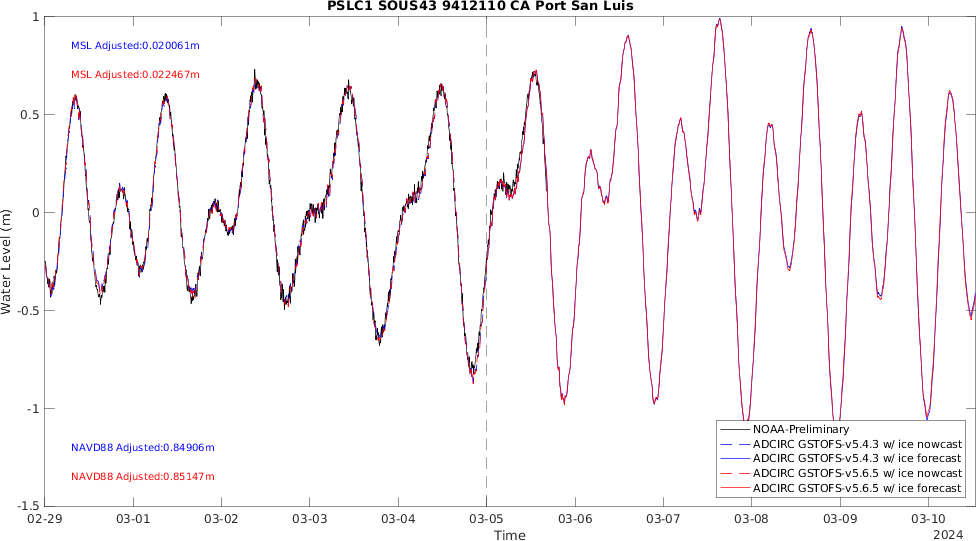 PSLC1 SOUS43 9412110 CA Port San Luis
1
0.5
0
-0.5
-1
-1.5
Water Level (m)
MSL Adjusted:0.020061m
MSL Adjusted:0.022467m
NAVD88 Adjusted:0.84906m
NAVD88 Adjusted:0.85147m
NOAA-Preliminary
ADCIRC GSTOFS-v5.4.3 w/ ice nowcast
ADCIRC GSTOFS-v5.4.3 w/ ice forecast
ADCIRC GSTOFS-v5.6.5 w/ ice nowcast
ADCIRC GSTOFS-v5.6.5 w/ ice forecast
02-29 03-01 03-02 03-03 03-04 03-05 03-06 03-07 03-08 03-09 03-10
Time
2024